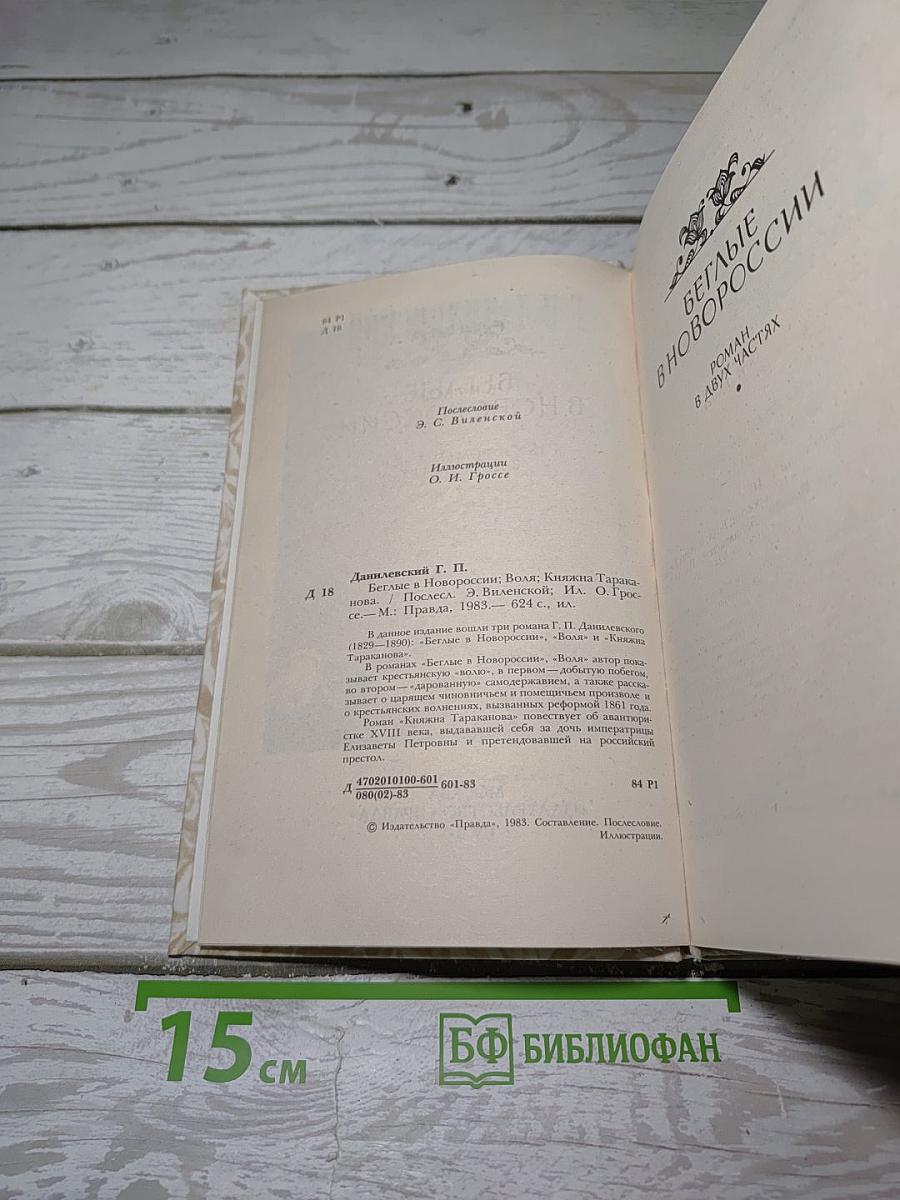 84 Р1
Д 18
Послесловие
Э. С. Виленской
Иллюстрации
О. И. Гроссе
Данилевский Г. П.
Д 18
Беглые в Новороссии; Воля; Княжна Тарака-
нова. / Послесл. Э. Виленской; Ил. О. Грос-
се.—М.: Правда, 1983.— 624 с., ил.
В данное издание вошли три романа Г. П. Данилевского
(1829—1890): «Беглые в Новороссии», «Воля» и «Княжна
Тараканова».
В романах «Беглые в Новороссии», «Воля» автор пока-
зывает крестьянскую «волю», в первом—добытую побегом,
во втором—«дарованную» самодержавием, а также расска-
зывает о царящем чиновничьем и помещичьем произволе и
о крестьянских волнениях, вызванных реформой 1861 года.
Роман «Княжна Тараканова» повествует об авантюри-
стке XVIII века, выдававшей себя за дочь императрицы
Елизаветы Петровны и претендовавшей на российский
престол.
Д 4702010100-601 601-83 84 Р1
080(02)-83
© Издательство «Правда», 1983. Составление. Послесловие.
Иллюстрации.
БЕГЛЫЕ
В НОВОРОССИИ
РОМАН
В ДВУХ ЧАСТЯХ
15 см
БФ БИБЛИОФАН